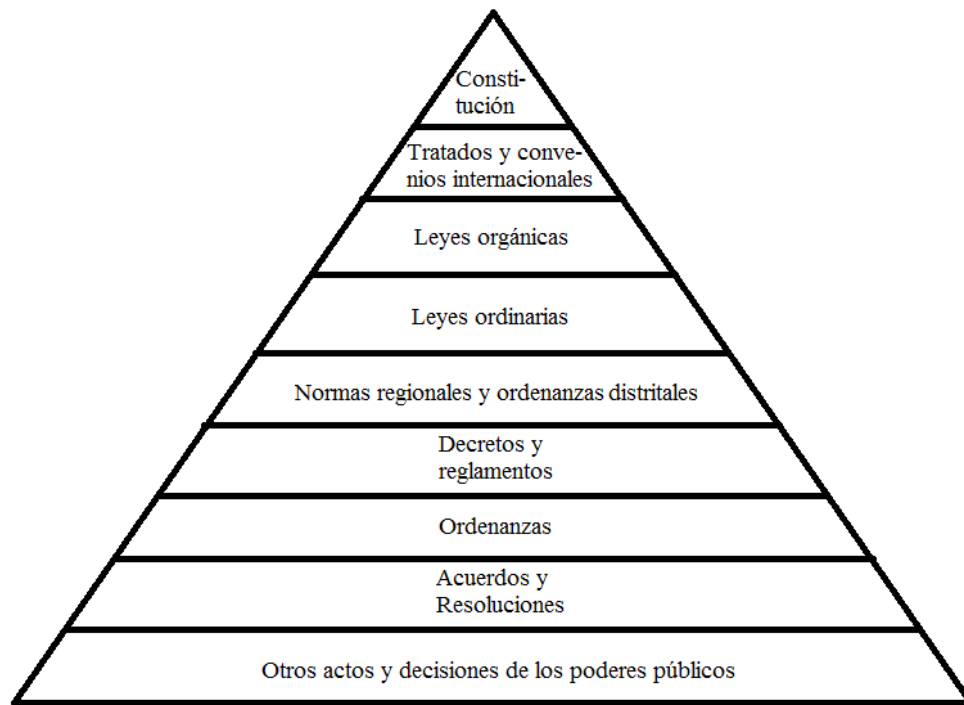 Consti-
tución
Tratados y conve-
nios internacionales
Leyes orgánicas
Leyes ordinarias
Normas regionales y ordenanzas distritales
Decretos y
reglamentos
Ordenanzas
Acuerdos y
Resoluciones
Otros actos y decisiones de los poderes públicos